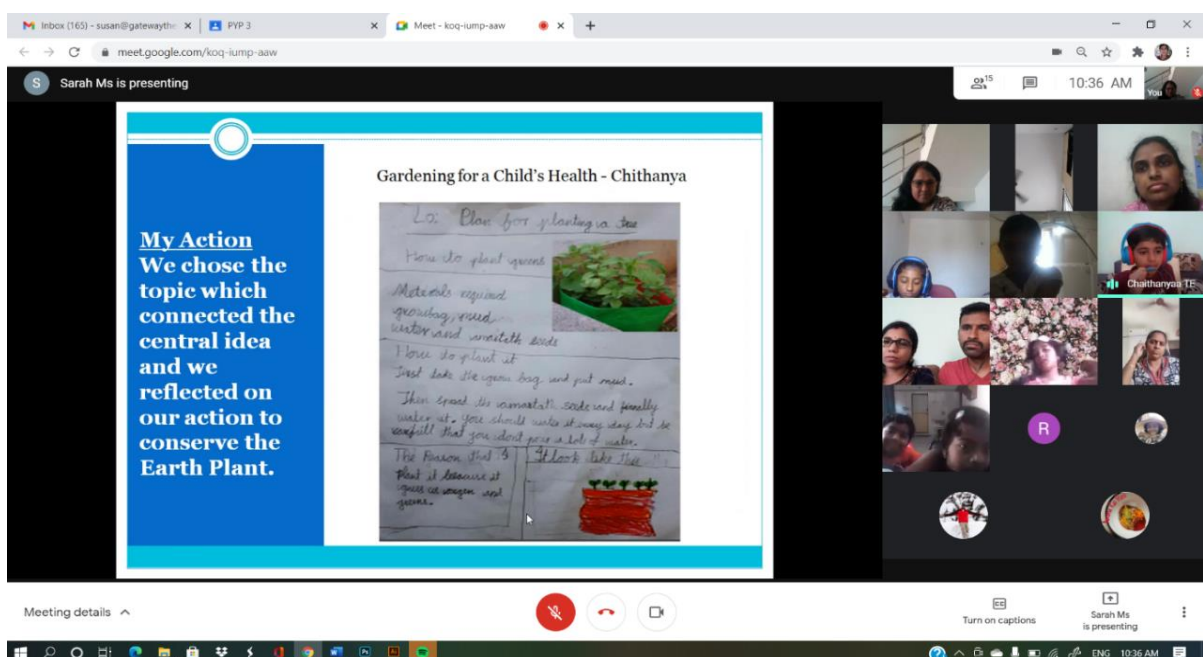 Inbox (165) - susan@gatewaythe
PYP 3
Meet - koq-iump-aaw
meet.google.com/koq-iump-aaw
S
Sarah Ms is presenting
15
10:36 AM
You
My Action
We chose the
topic which
connected the
central idea
and we
reflected on
our action to
conserve the
Earth Plant.
Gardening for a Child's Health - Chithanya
Lo: Plan for planting a tree
How to plant greens
Materials required
growbag, mud
water and seeds
How to plant it
First take the grow bag and put mud.
Then spread the seeds and finally
water it. You should water it every day but be
that you dont pour a lot of water.
The Reason that I
plant it because it
gives us oxygen and
greens.
It look like this
Chaithanyaa TE
R
Meeting details
CC
Turn on captions
Sarah Ms
is presenting
ENG
10:36 AM